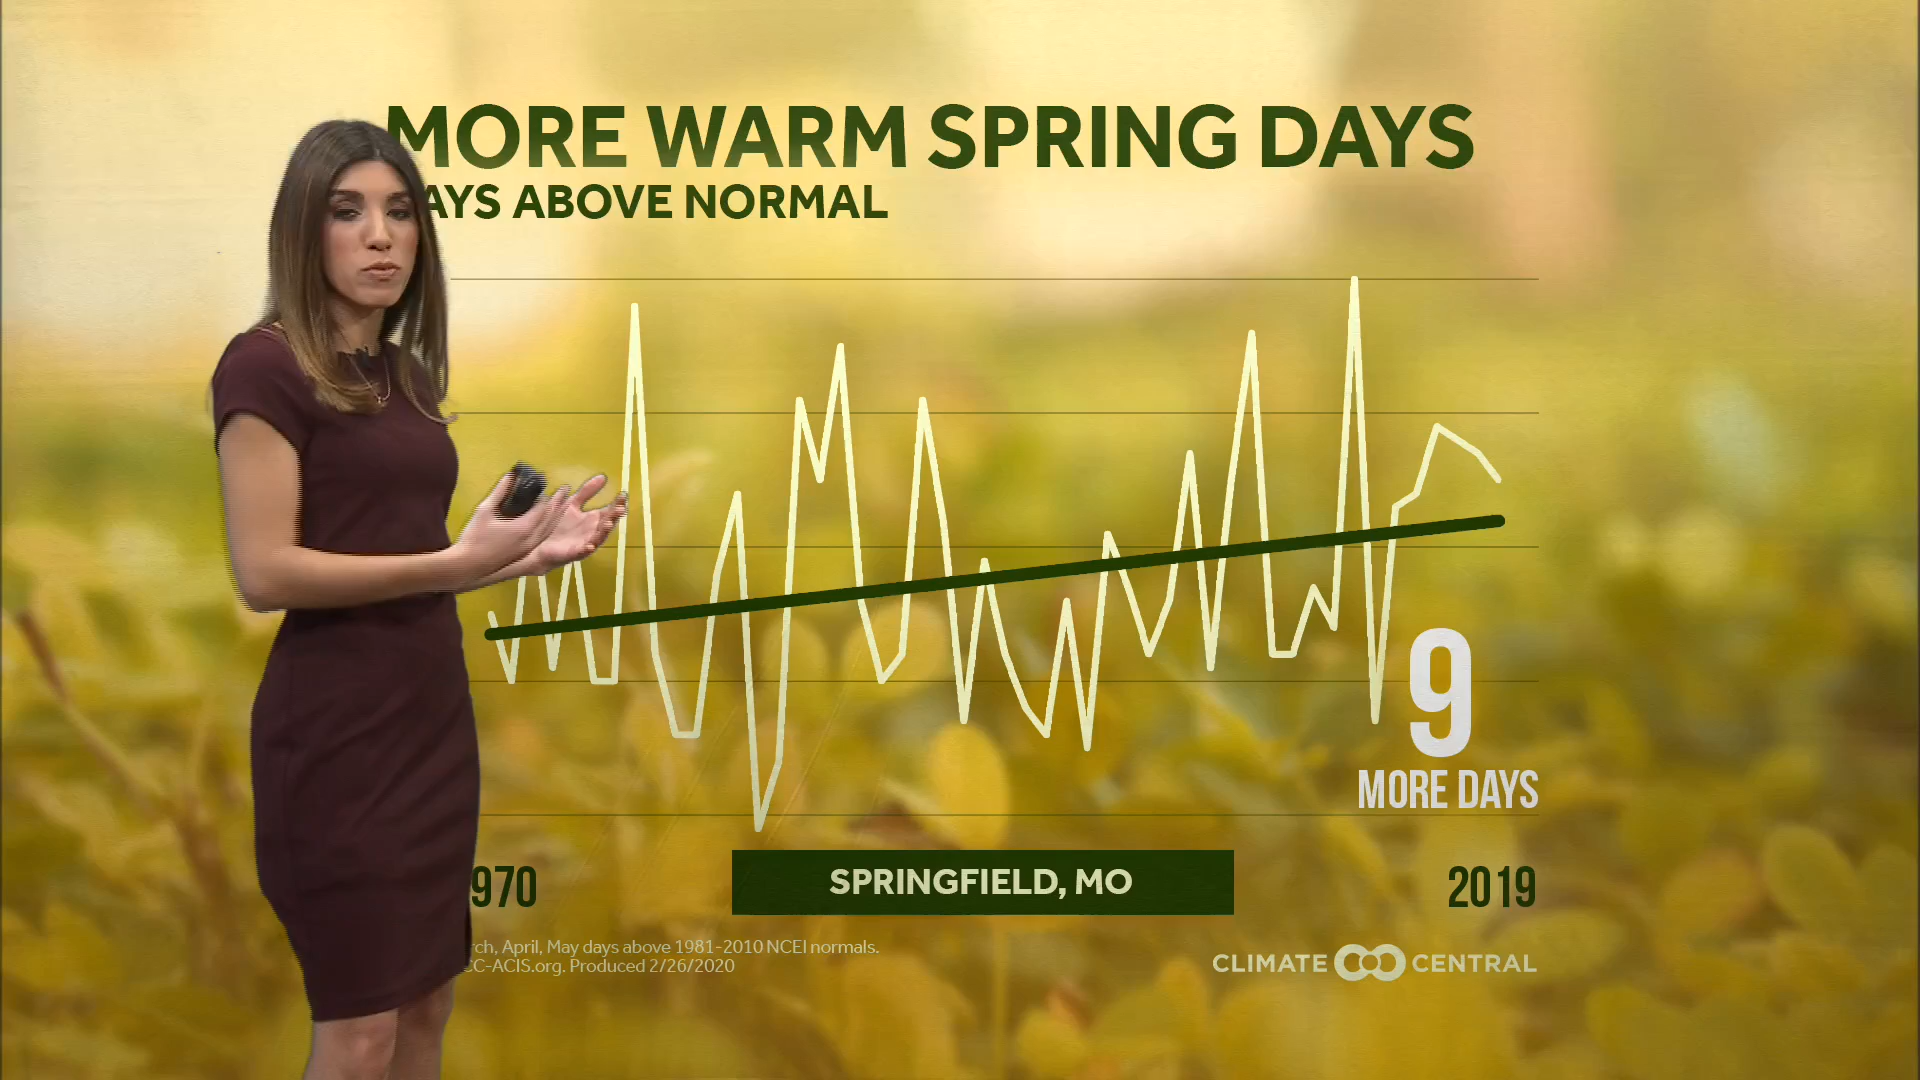 MORE WARM SPRING DAYS
AYS ABOVE NORMAL
9
MORE DAYS
970
SPRINGFIELD, MO
2019
rch, April, May days above 1981-2010 NCEI normals.
CC-ACIS.org. Produced 2/26/2020
CLIMATE CENTRAL